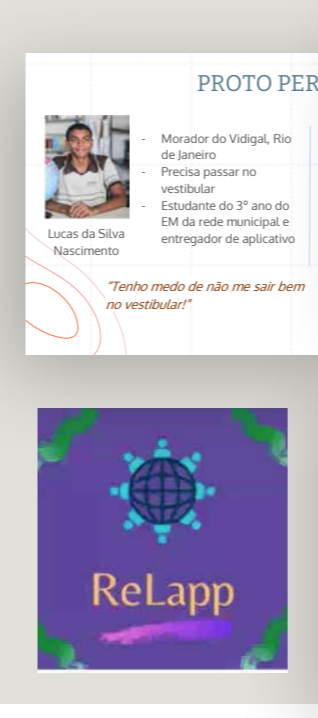 PROTO PER
- Morador do Vidigal, Rio
de Janeiro
- Precisa passar no
vestibular
- Estudante do 3º ano do
EM da rede municipal e
entregador de aplicativo
Lucas da Silva
Nascimento
"Tenho medo de não me sair bem
no vestibular!"
ReLapp